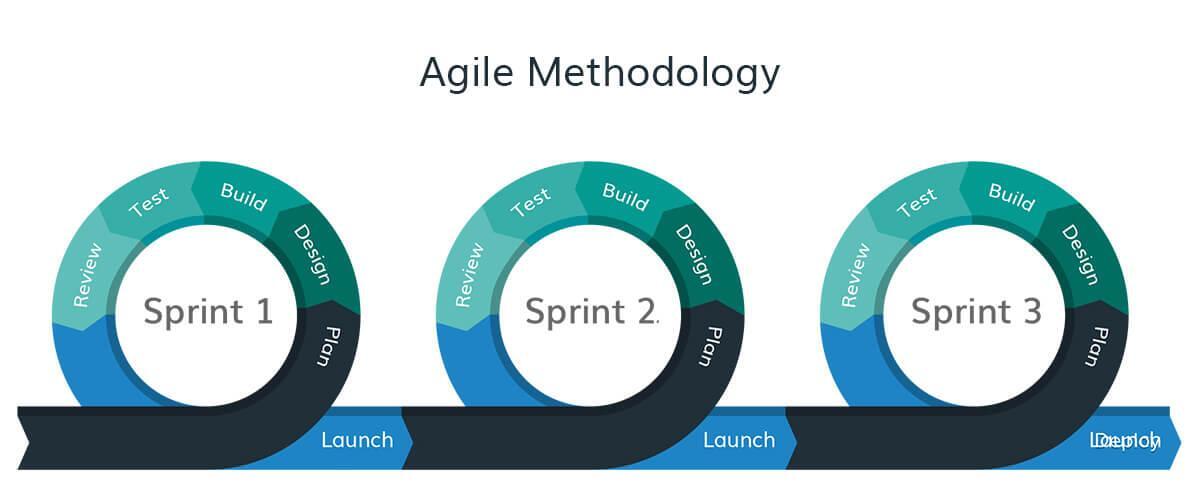 Agile Methodology
Test
Build
Review
Design
Sprint 1
Plan
Launch
Test
Build
Review
Design
Sprint 2.
Plan
Launch
Test
Build
Review
Design
Sprint 3
Plan
Launch
Deploy